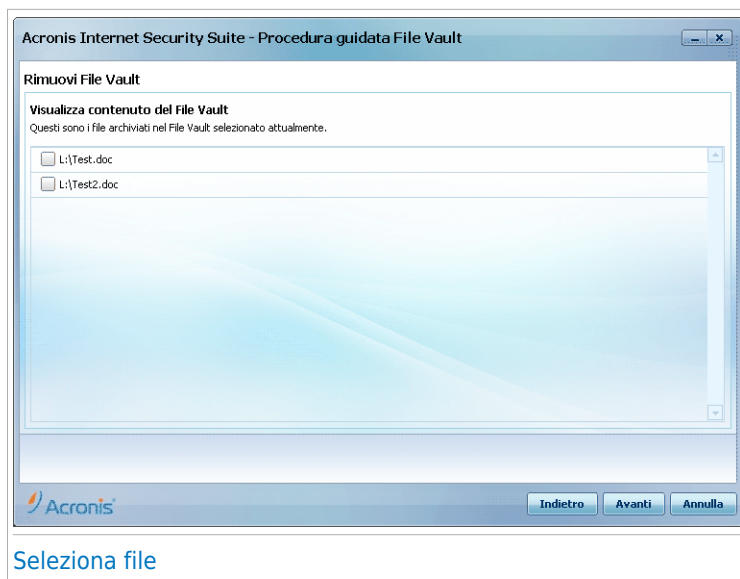 Acronis Internet Security Suite - Procedura guidata File Vault
Rimuovi File Vault
Visualizza contenuto del File Vault
Questi sono i file archiviati nel File Vault selezionato attualmente.
L:\Test.doc
L:\Test2.doc
Acronis
Indietro Avanti Annulla
Seleziona file